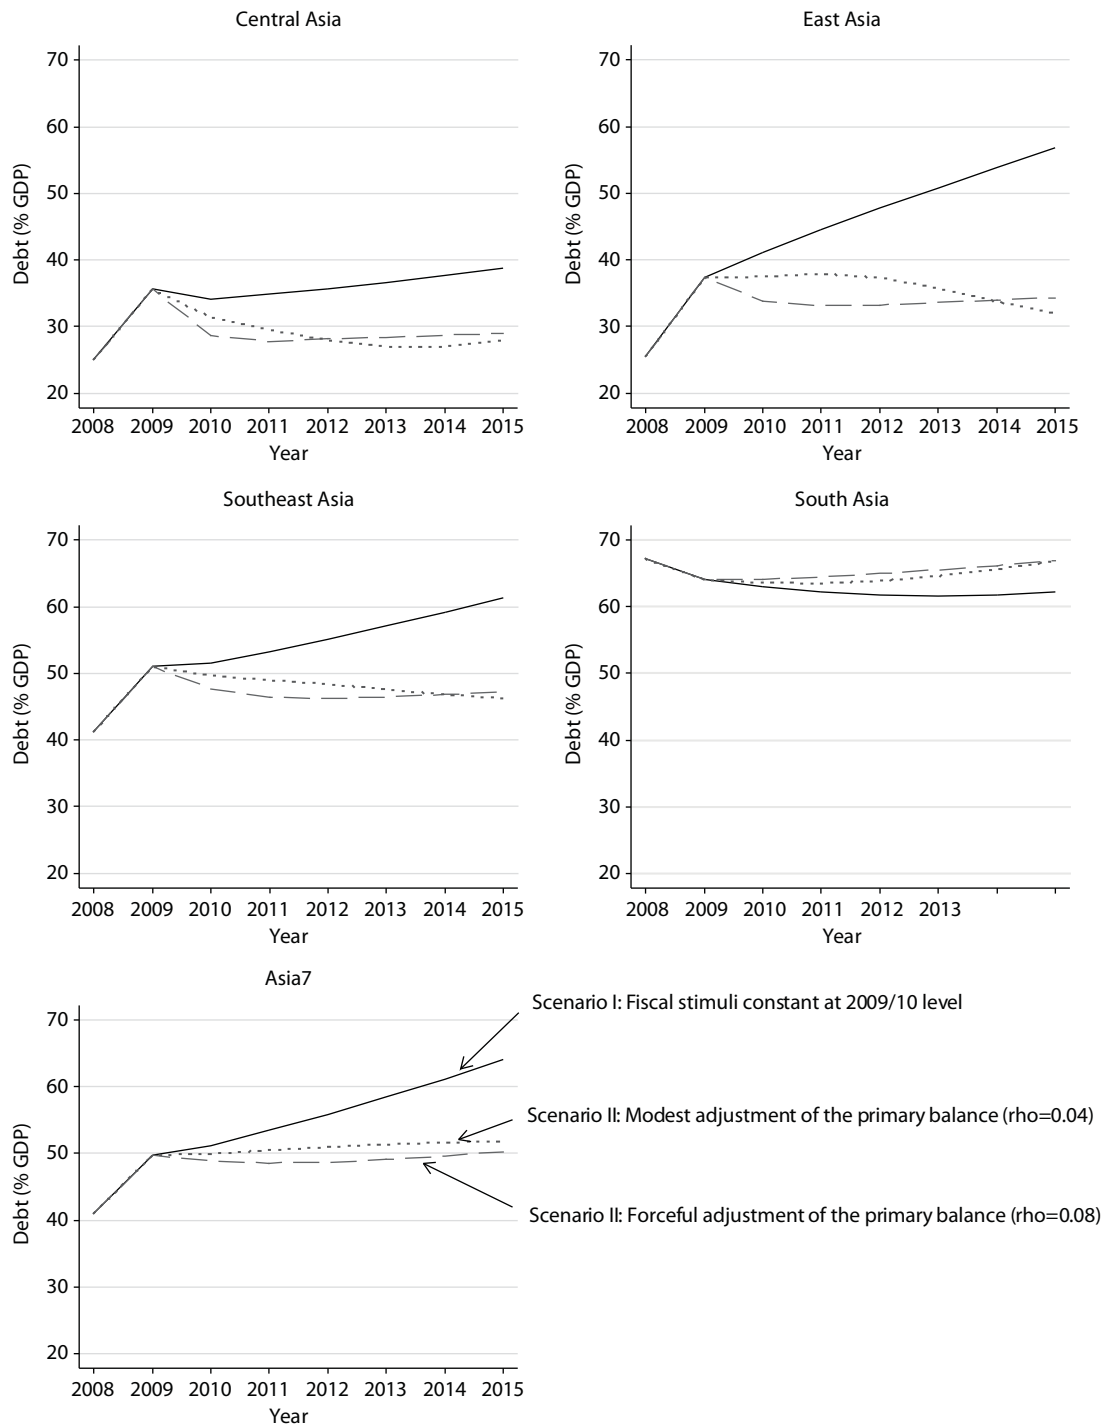 Central Asia
70
60
50
40
30
20
Debt (% GDP)
2008 2009 2010 2011 2012 2013 2014 2015
Year
East Asia
70
60
50
40
30
20
Debt (% GDP)
2008 2009 2010 2011 2012 2013 2014 2015
Year
Southeast Asia
70
60
50
40
30
20
Debt (% GDP)
2008 2009 2010 2011 2012 2013 2014 2015
Year
South Asia
70
60
50
40
30
20
Debt (% GDP)
2008 2009 2010 2011 2012 2013
Year
Asia7
70
60
50
40
30
20
Debt (% GDP)
2008 2009 2010 2011 2012 2013 2014 2015
Year
Scenario I: Fiscal stimuli constant at 2009/10 level
Scenario II: Modest adjustment of the primary balance (rho=0.04)
Scenario II: Forceful adjustment of the primary balance (rho=0.08)